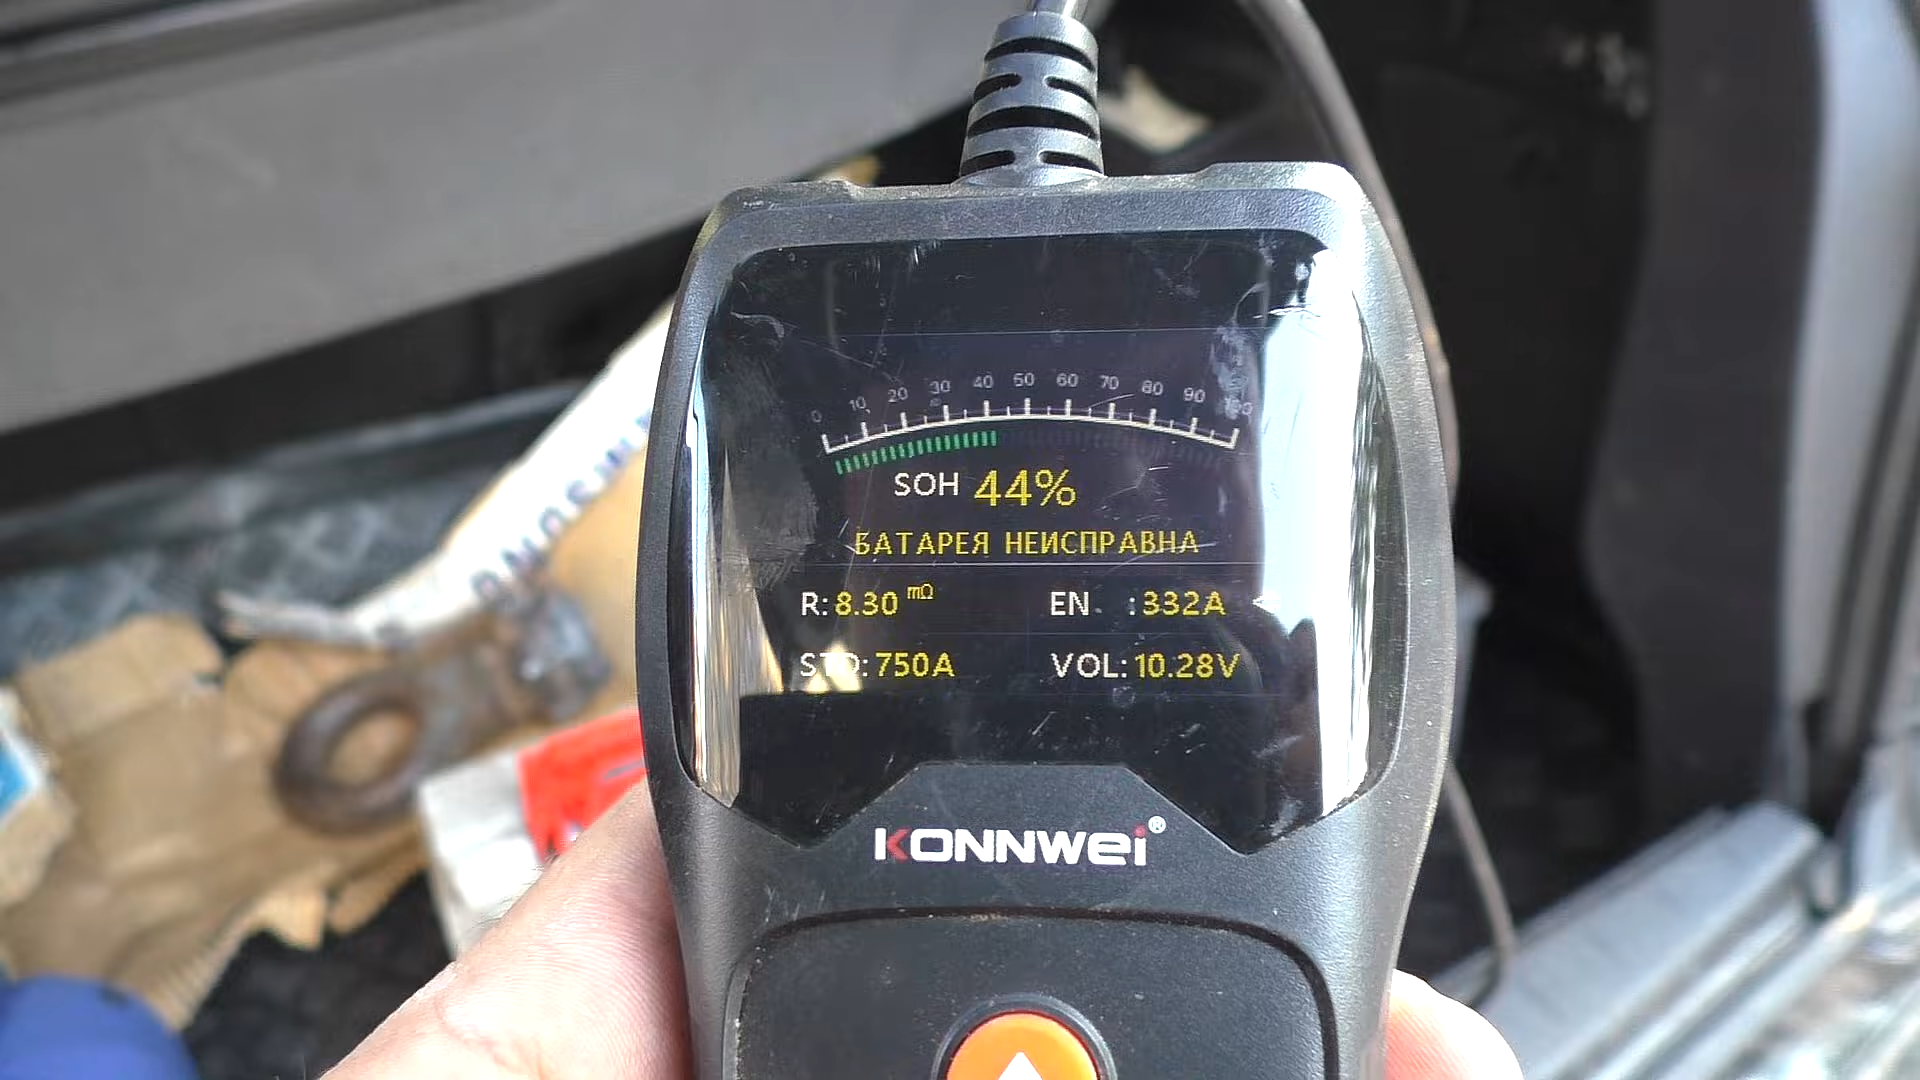 0 10 20 30 40 50 60 70 80 90 100
SOH 44%
БАТАРЕЯ НЕИСПРАВНА
R: 8.30 mΩ EN : 332A
STD: 750A VOL: 10.28V
KONNWEI®